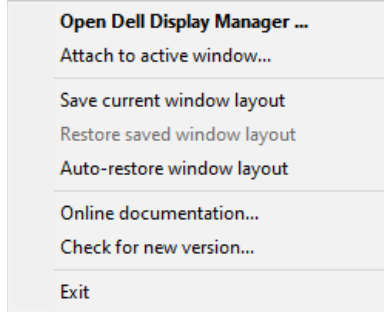 Open Dell Display Manager ...
Attach to active window...
Save current window layout
Restore saved window layout
Auto-restore window layout
Online documentation...
Check for new version...
Exit